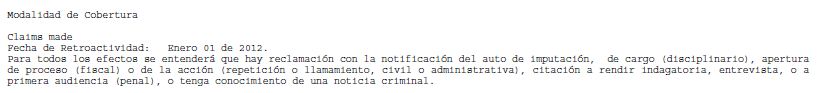 Modalidad de Cobertura
Claims made
Fecha de Retroactividad: Enero 01 de 2012.
Para todos los efectos se entenderá que hay reclamación con la notificación del auto de imputación, de cargo (disciplinario), apertura
de proceso (fiscal) o de la acción (repetición o llamamiento, civil o administrativa), citación a rendir indagatoria, entrevista, o a
primera audiencia (penal), o tenga conocimiento de una noticia criminal.